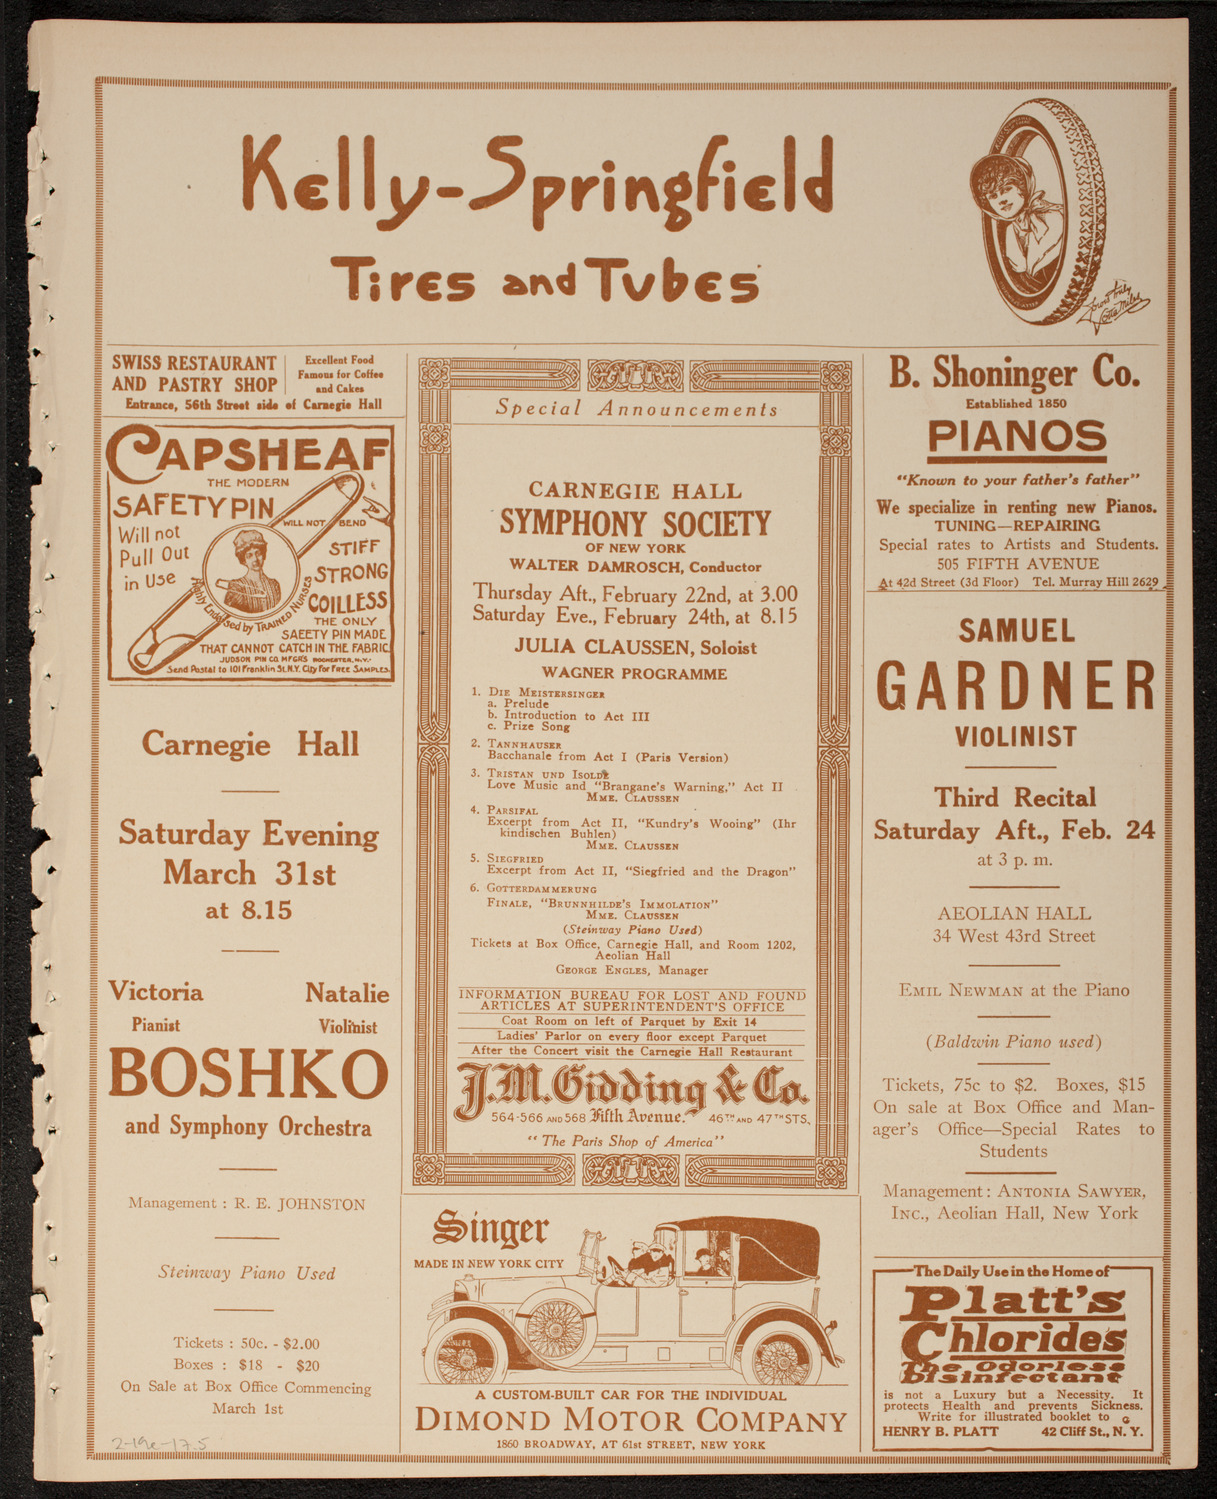 Kelly-Springfield
Tires and Tubes
Yours truly
Lotta Miles
SWISS RESTAURANT
AND PASTRY SHOP
Excellent Food
Famous for Coffee
and Cakes
Entrance, 56th Street side of Carnegie Hall
CAPSHEAF
THE MODERN
SAFETY PIN
WILL NOT BEND
Will not
Pull Out
in Use
STIFF
STRONG
COILLESS
Highly Endorsed by TRAINED NURSES
THE ONLY
SAFETY PIN MADE
THAT CANNOT CATCH IN THE FABRIC.
JUDSON PIN CO. MFGRS. ROCHESTER, N.Y.
Send Postal to 101 Franklin St. N.Y. City for FREE SAMPLES.
Carnegie Hall
Saturday Evening
March 31st
at 8.15
Victoria Natalie
Pianist Violinist
BOSHKO
and Symphony Orchestra
Management : R. E. JOHNSTON
Steinway Piano Used
Tickets : 50c. - $2.00
Boxes : $18 - $20
On Sale at Box Office Commencing
March 1st
2-19e-17.5
Special Announcements
CARNEGIE HALL
SYMPHONY SOCIETY
OF NEW YORK
WALTER DAMROSCH, Conductor
Thursday Aft., February 22nd, at 3.00
Saturday Eve., February 24th, at 8.15
JULIA CLAUSSEN, Soloist
WAGNER PROGRAMME
1. DIE MEISTERSINGER
a. Prelude
b. Introduction to Act III
c. Prize Song
2. TANNHAUSER
Bacchanale from Act I (Paris Version)
3. TRISTAN UND ISOLDE
Love Music and "Brangane's Warning," Act II
MME. CLAUSSEN
4. PARSIFAL
Excerpt from Act II, "Kundry's Wooing" (Ihr
kindischen Buhlen)
MME. CLAUSSEN
5. SIEGFRIED
Excerpt from Act II, "Siegfried and the Dragon"
6. GOTTERDAMMERUNG
FINALE, "BRUNNHILDE'S IMMOLATION"
MME. CLAUSSEN
(Steinway Piano Used)
Tickets at Box Office, Carnegie Hall, and Room 1202,
Aeolian Hall
GEORGE ENGLES, Manager
INFORMATION BUREAU FOR LOST AND FOUND
ARTICLES AT SUPERINTENDENT'S OFFICE
Coat Room on left of Parquet by Exit 14
Ladies' Parlor on every floor except Parquet
After the Concert visit the Carnegie Hall Restaurant
J.M. Gidding & Co.
564-566 AND 568 Fifth Avenue. 46TH AND 47TH STS.
"The Paris Shop of America"
Singer
MADE IN NEW YORK CITY
A CUSTOM-BUILT CAR FOR THE INDIVIDUAL
DIMOND MOTOR COMPANY
1860 BROADWAY, AT 61st STREET, NEW YORK
B. Shoninger Co.
Established 1850
PIANOS
"Known to your father's father"
We specialize in renting new Pianos.
TUNING—REPAIRING
Special rates to Artists and Students.
505 FIFTH AVENUE
At 42d Street (3d Floor) Tel. Murray Hill 2629
SAMUEL
GARDNER
VIOLINIST
Third Recital
Saturday Aft., Feb. 24
at 3 p. m.
AEOLIAN HALL
34 West 43rd Street
EMIL NEWMAN at the Piano
(Baldwin Piano used)
Tickets, 75c to $2. Boxes, $15
On sale at Box Office and Man-
ager's Office—Special Rates to
Students
Management : ANTONIA SAWYER,
INC., Aeolian Hall, New York
The Daily Use in the Home of
Platt's
Chlorides
The Odorless
Disinfectant
is not a Luxury but a Necessity. It
protects Health and prevents Sickness.
Write for illustrated booklet to G
HENRY B. PLATT 42 Cliff St., N. Y.